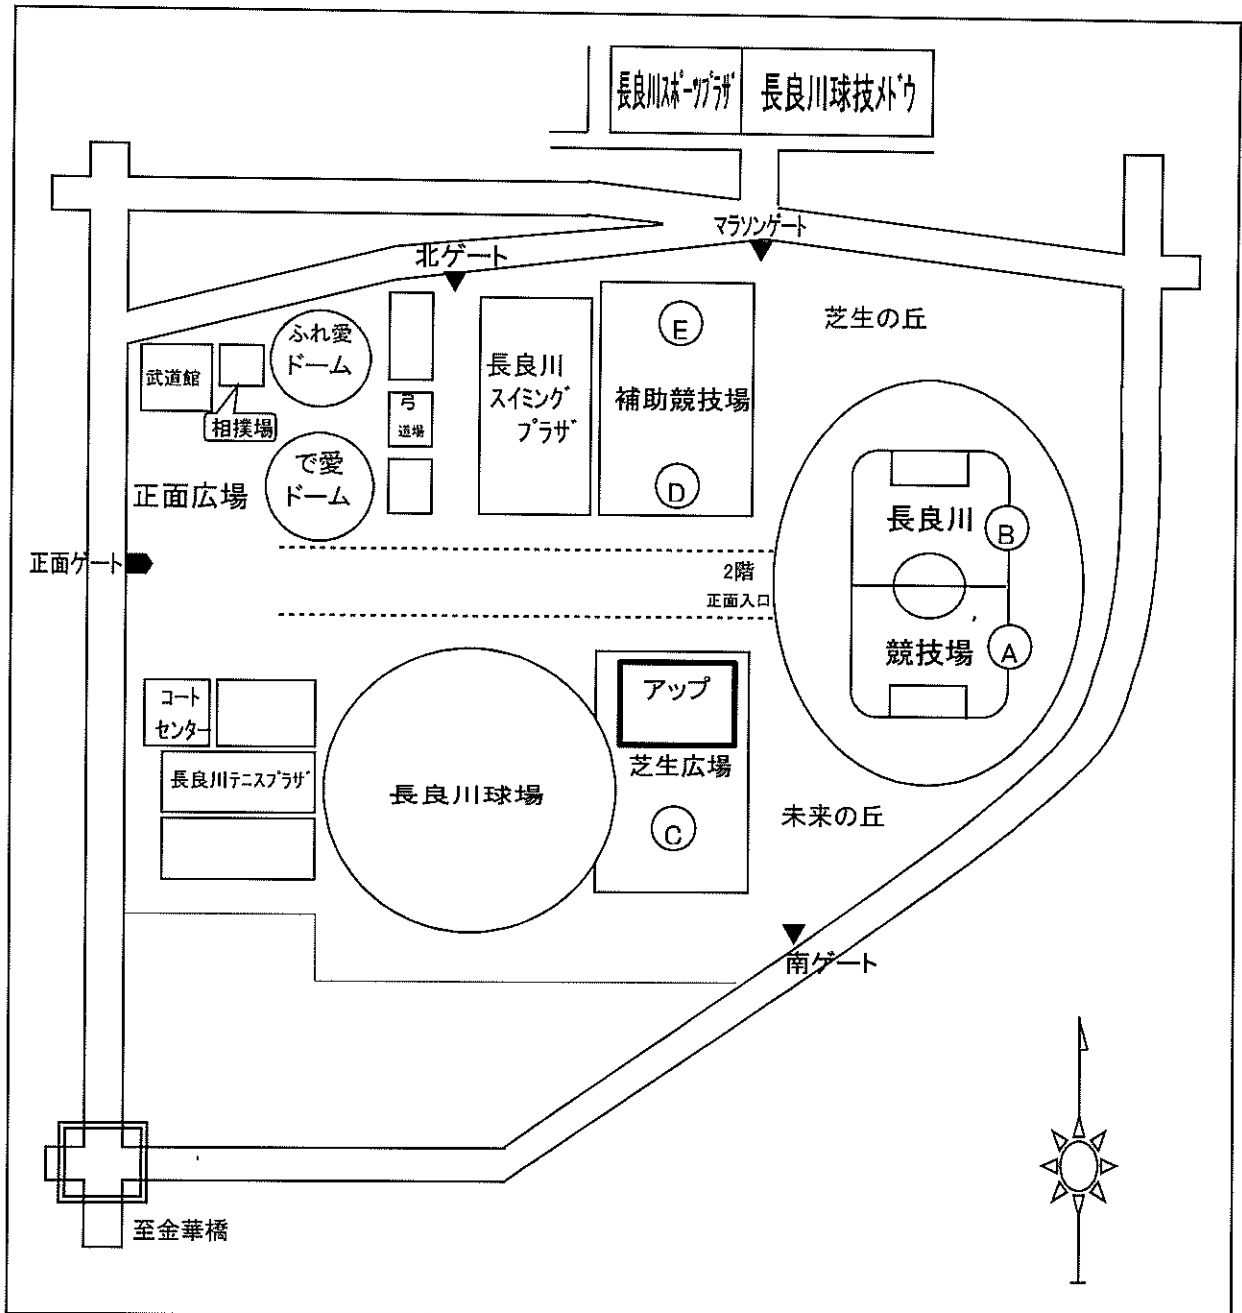 長良川スポーツプラザ
長良川球技メドウ
マラソンゲート
北ゲート
芝生の丘
ふれ愛
ドーム
E
武道館
長良川
スイミング
プラザ
補助競技場
弓
道場
相撲場
で愛
ドーム
D
正面広場
長良川
B
正面ゲート
2階
正面入口
競技場
A
コート
センター
アップ
芝生広場
長良川テニスプラザ
長良川球場
未来の丘
C
南ゲート
至金華橋